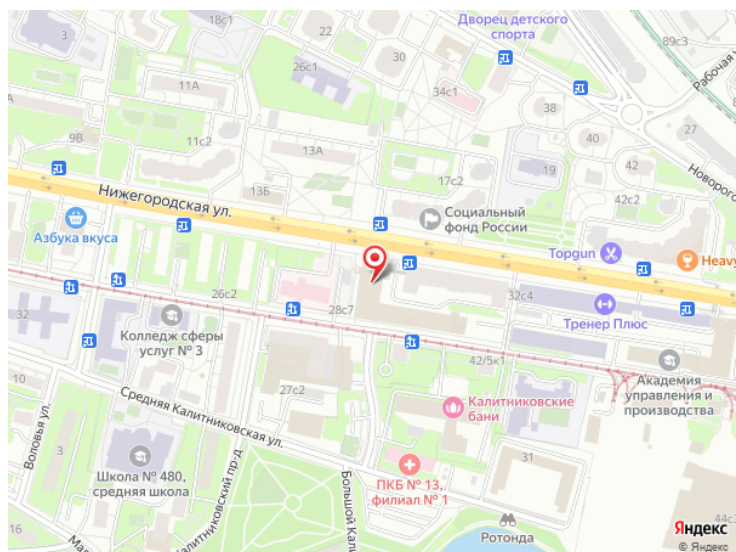 Дворец детского
спорта
89с3
3
18с1
22
30
26с1
Рабочая у
11А
34с1
38
27
9В
11с2
40
13А
19
42
Новорого
17с2
13Б
42с2
Нижегородская ул.
Социальный
фонд России
Азбука вкуса
Topgun
Heavy
26с2
32с4
28с7
32
Колледж сферы
услуг № 3
Тренер Плюс
42/5к1
10
Академия
управления и
производства
27с2
Средняя Калитниковская ул.
Калитниковские
бани
Воловья ул.
3
31
Школа № 480,
средняя школа
ПКБ № 13,
филиал № 1
Калитниковский пр-д
Большой Кали
16
Мал
Ротонда
44с3
Яндекс
© Яндекс